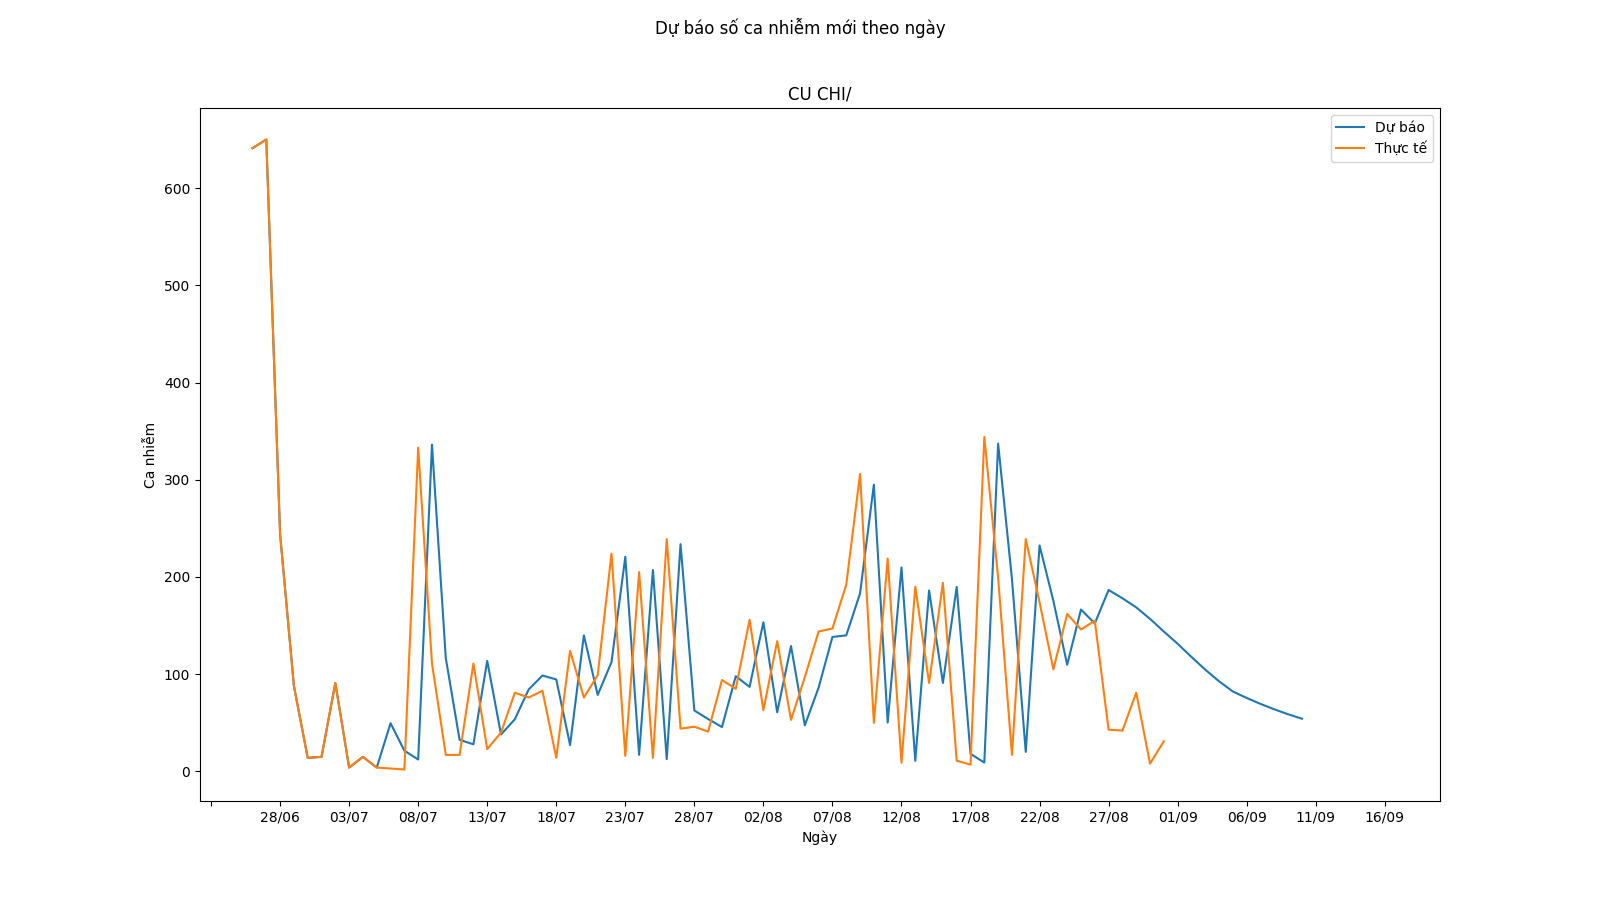 Dự báo số ca nhiễm mới theo ngày
CU CHI/
Dự báo
Thực tế
600
500
400
300
200
100
0
Ca nhiễm
28/06 03/07 08/07 13/07 18/07 23/07 28/07 02/08 07/08 12/08 17/08 22/08 27/08 01/09 06/09 11/09 16/09
Ngày